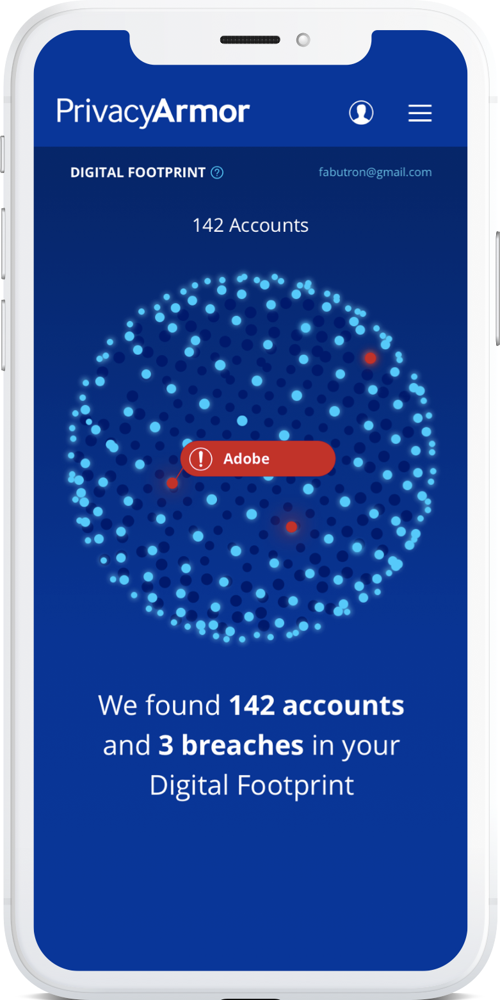 PrivacyArmor
DIGITAL FOOTPRINT ?
fabutron@gmail.com
142 Accounts
! Adobe
We found 142 accounts
and 3 breaches in your
Digital Footprint